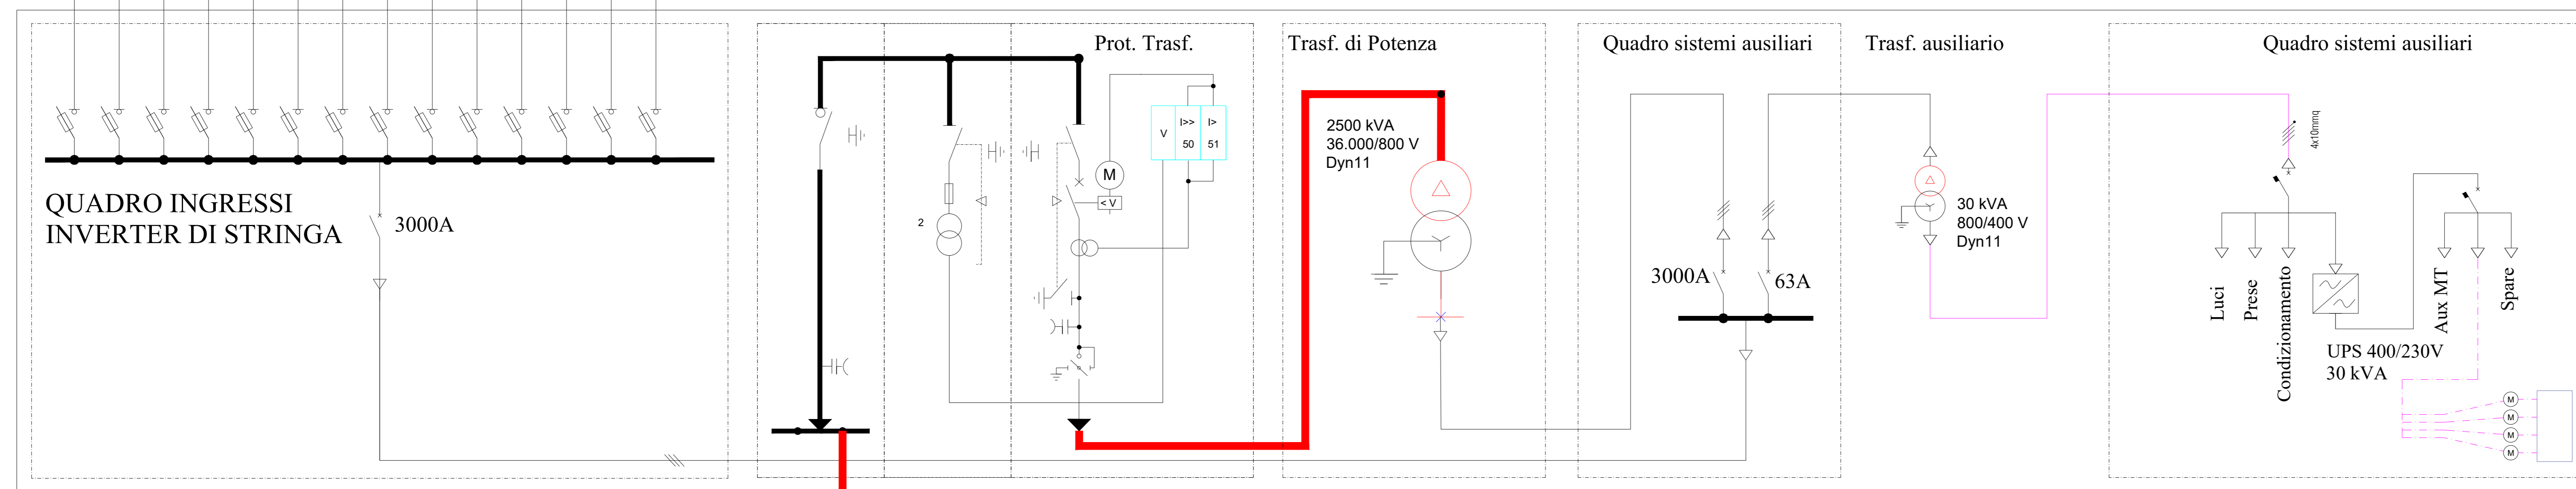 Prot. Trasf.
Trasf. di Potenza
Quadro sistemi ausiliari
Trasf. ausiliario
Quadro sistemi ausiliari
QUADRO INGRESSI
INVERTER DI STRINGA
3000A
2
M
< V
V
I>>
50
I>
51
2500 kVA
36.000/800 V
Dyn11
3000A
63A
30 kVA
800/400 V
Dyn11
4x10mmq
Luci
Prese
Condizionamento
UPS 400/230V
30 kVA
Aux MT
Spare
M
M
M
M